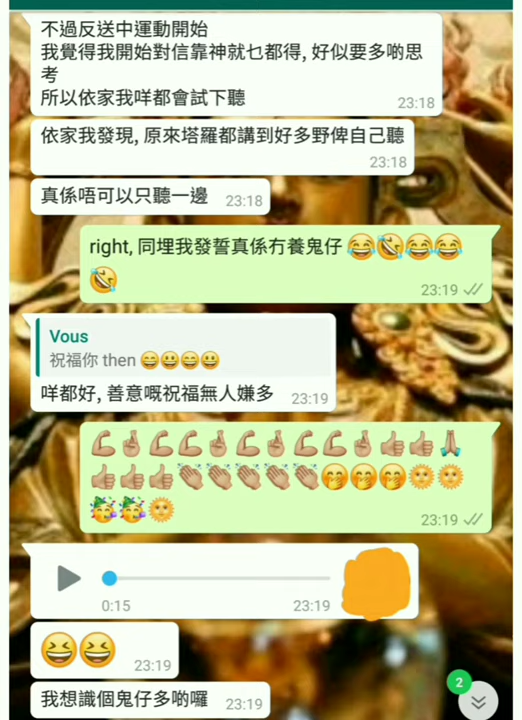 不過反送中運動開始
我覺得我開始對信靠神就乜都得, 好似要多啲思
考
所以依家我咩都會試下聽
23:18
依家我發現, 原來塔羅都講到好多野俾自己聽
23:18
真係唔可以只聽一邊
23:18
right, 同埋我發誓真係冇養鬼仔 😂🤣😂😂
🤣
23:19
Vous
祝福你 then 😄😃😄😃
咩都好, 善意嘅祝福無人嫌多
23:19
💪🏼🤞🏼💪🏼💪🏼🤞🏼💪🏼🤞🏼💪🏼💪🏼🤞🏼👍🏼👍🏼🙏🏼
👍🏼👍🏼👍🏼👏🏼👏🏼👏🏼👏🏼👏🏼🤭🤭🤭🌞🌞
🥳🥳🌞
23:19
0:15
23:19
😆😆
23:19
2
我想識個鬼仔多啲囉
23:19